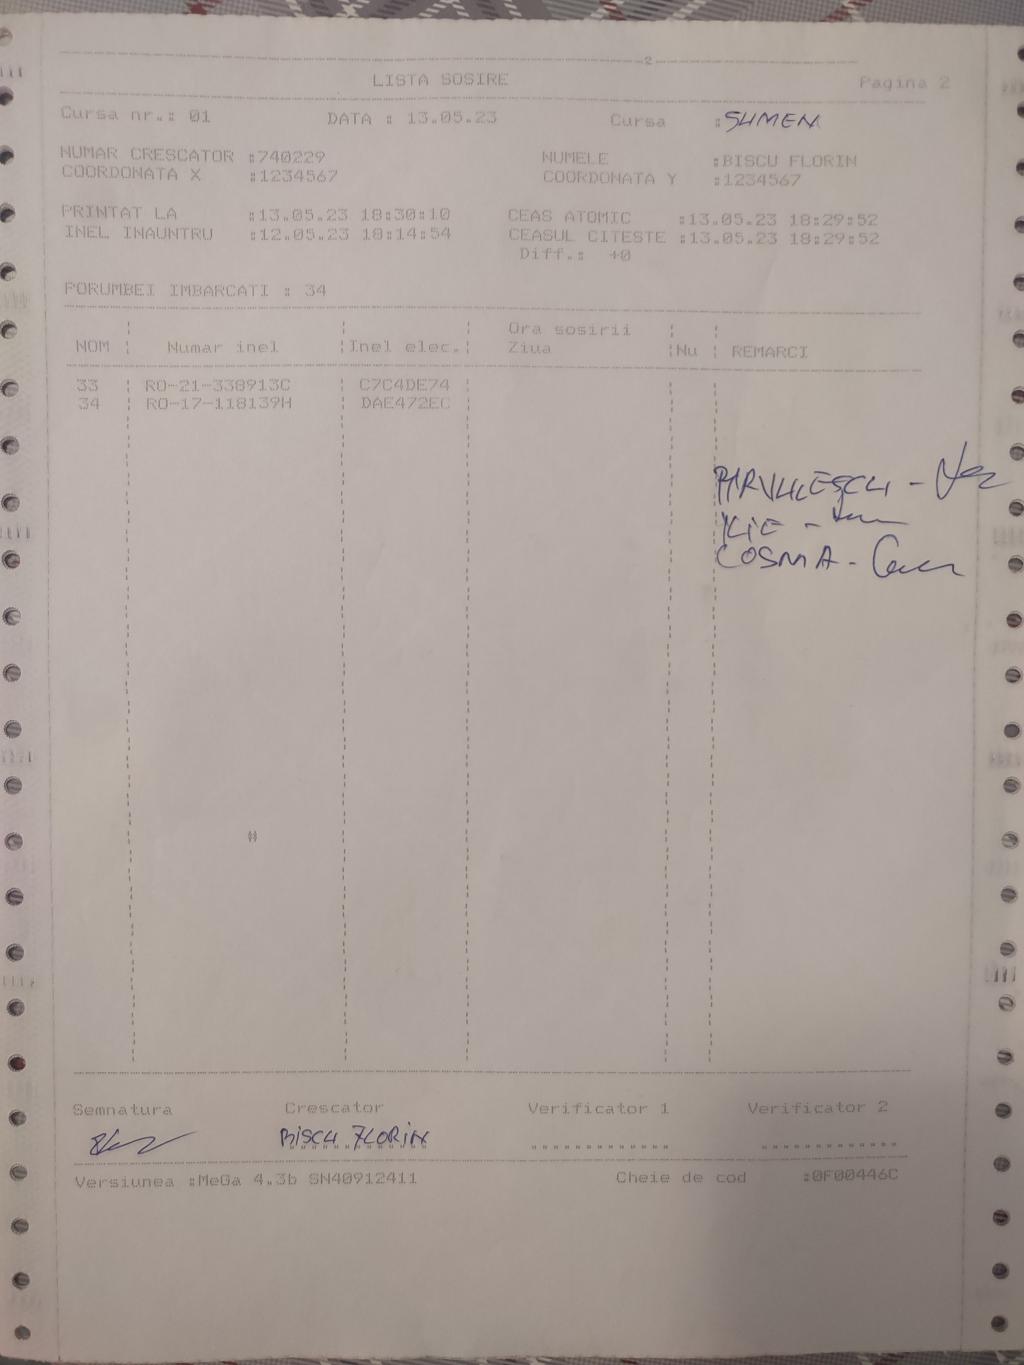 2
LISTA SOSIRE Pagina 2
Cursa nr.: 01 DATA : 13.05.23 Cursa :SUMEN
NUMAR CRESCATOR :740229 NUMELE :BISCU FLORIN
COORDONATA X :1234567 COORDONATA Y :1234567
PRINTAT LA :13.05.23 18:30:10 CEAS ATOMIC :13.05.23 18:29:52
INEL INAUNTRU :12.05.23 18:14:54 CEASUL CITESTE :13.05.23 18:29:52
Diff.: +0
PORUMBEI IMBARCATI : 34
Ora sosirii
NOM Numar inel Inel elec. Ziua Nu REMARCI
33 RO-21-338913C C7C4DE74
34 RO-17-118139H DAE472EC
PARVULESCU -
ILIE -
COSMA -
Semnatura Crescator Verificator 1 Verificator 2
BISCU FLORIN
Versiunea :MeGa 4.3b SN40912411 Cheie de cod :0F00446C